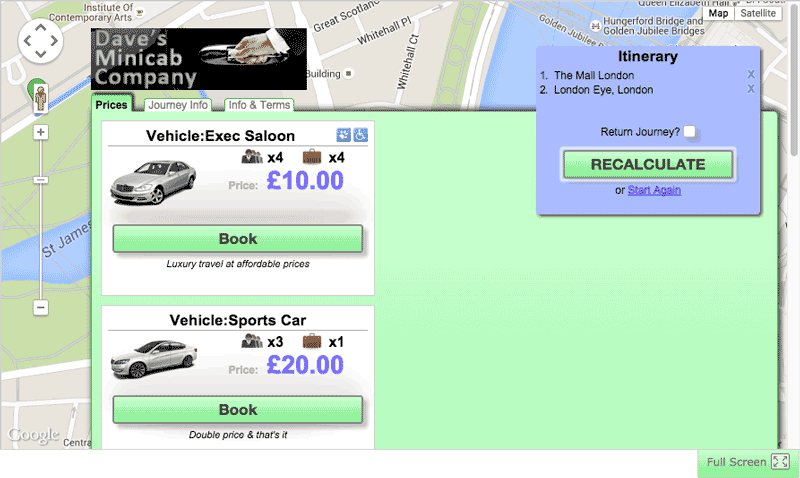 Institute Of
Contemporary Arts
Great Scotland
Whitehall Pl
Whitehall Ct
Building
Queen Elizabeth Hall
Hungerford Bridge and
Golden Jubilee Bridges
Golden Jubilee
Map
Satellite
Dave's
Minicab
Company
Prices
Journey Info
Info & Terms
Itinerary
1. The Mall London X
2. London Eye, London X
Return Journey?
RECALCULATE
or Start Again
Vehicle:Exec Saloon
x4 x4
Price: £10.00
Book
Luxury travel at affordable prices
Vehicle:Sports Car
x3 x1
Price: £20.00
Book
Double price & that's it
St James
Google
Centra
Full Screen